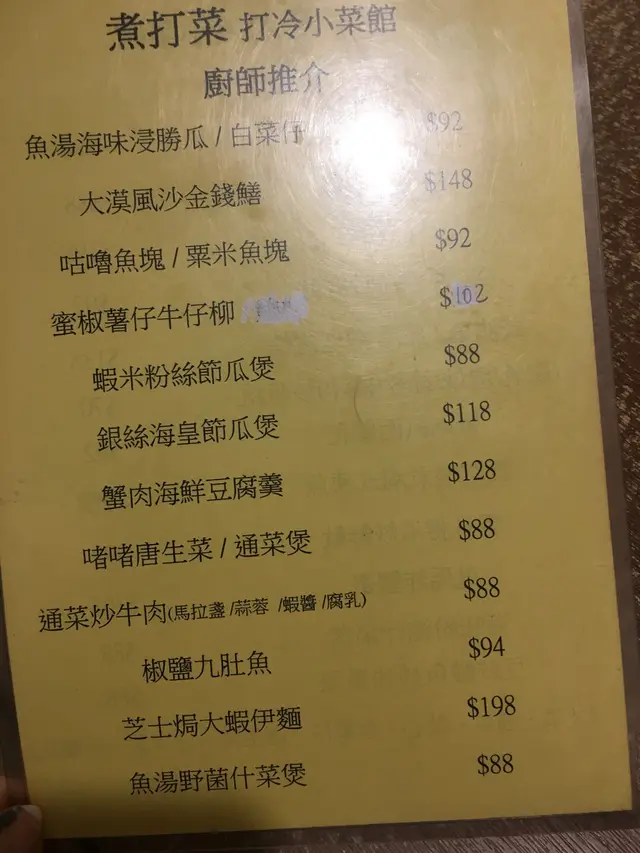 煮打菜 打冷小菜館
廚師推介
魚湯海味浸勝瓜 / 白菜仔 $92
大漠風沙金錢鱔 $148
咕嚕魚塊 / 粟米魚塊 $92
蜜椒薯仔牛仔柳 $102
蝦米粉絲節瓜煲 $88
銀絲海皇節瓜煲 $118
蟹肉海鮮豆腐羹 $128
啫啫唐生菜 / 通菜煲 $88
通菜炒牛肉(馬拉盞 /蒜蓉 /蝦醬 /腐乳) $88
椒鹽九肚魚 $94
芝士焗大蝦伊麵 $198
魚湯野菌什菜煲 $88